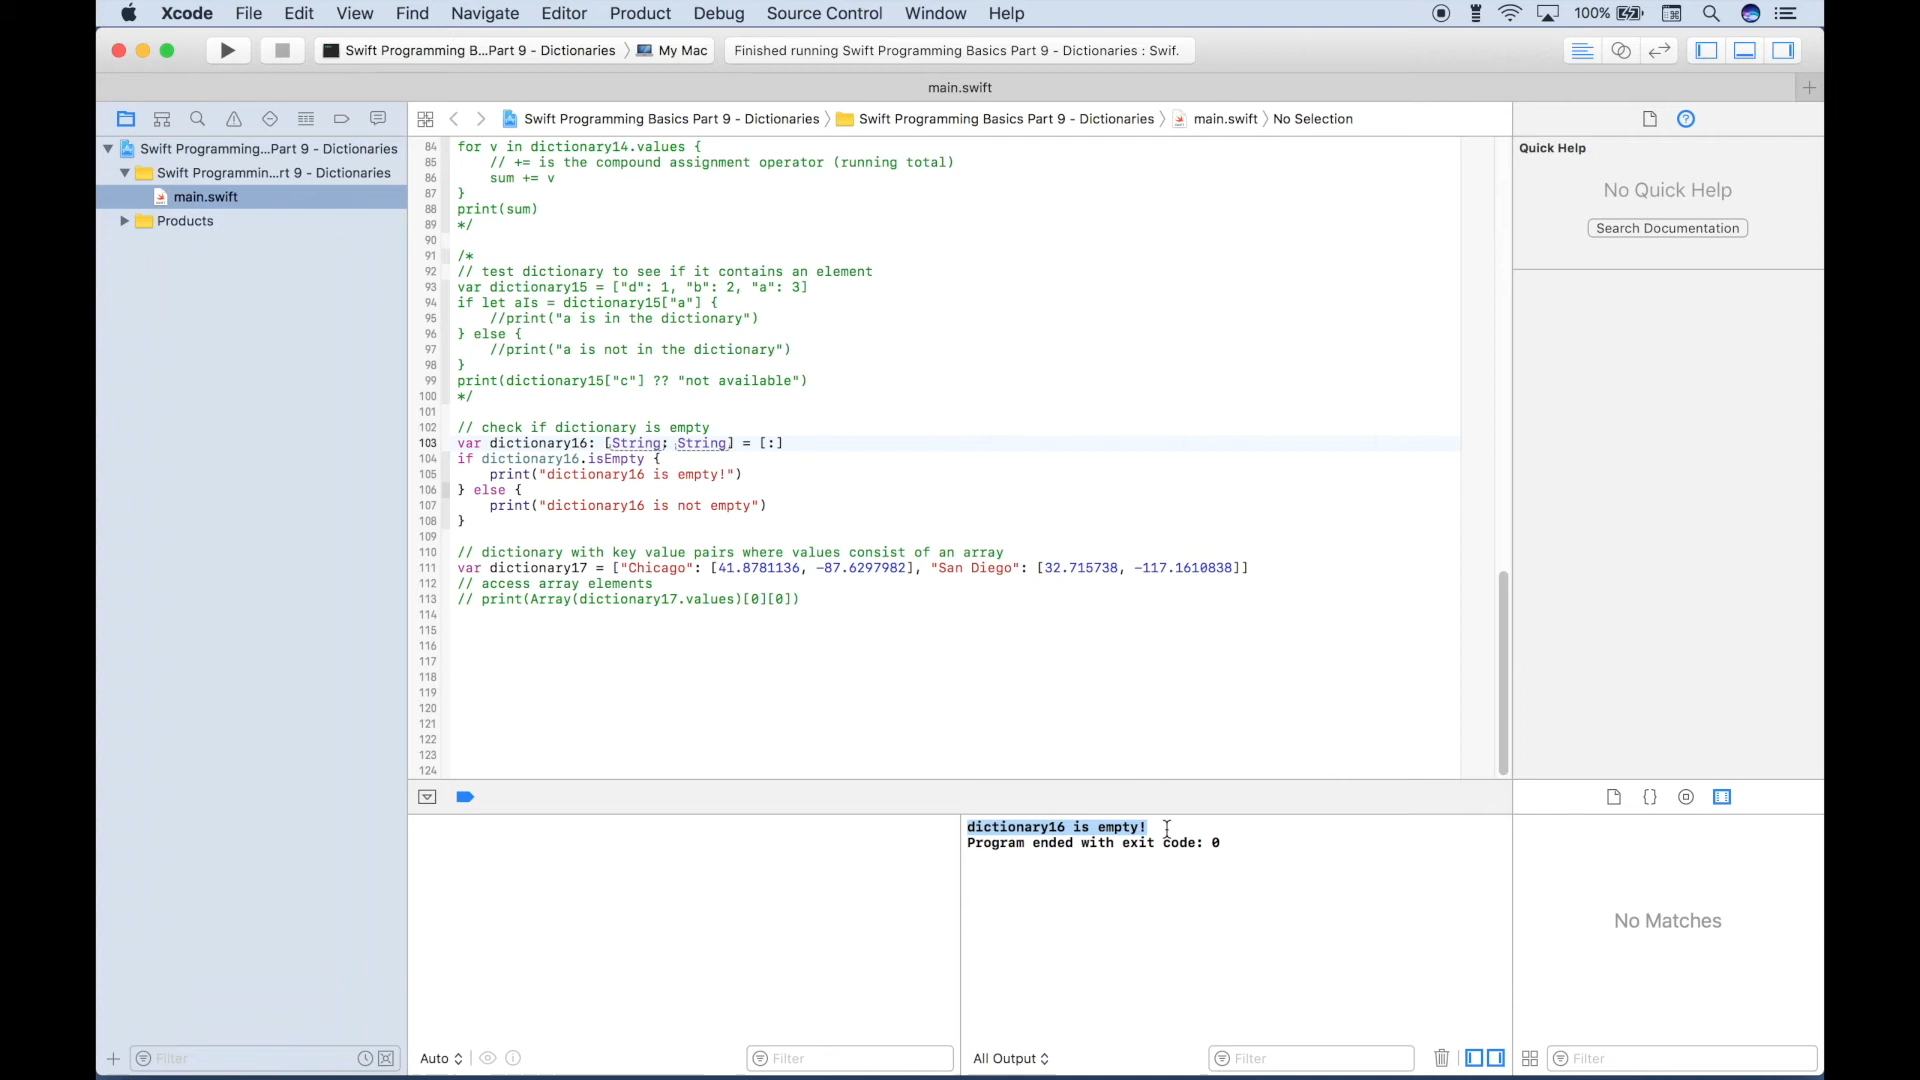 Xcode File Edit View Find Navigate Editor Product Debug Source Control Window Help 100%
Swift Programming B...Part 9 - Dictionaries My Mac Finished running Swift Programming Basics Part 9 - Dictionaries : Swif.
main.swift
Swift Programming Basics Part 9 - Dictionaries Swift Programming Basics Part 9 - Dictionaries main.swift No Selection
Swift Programming...Part 9 - Dictionaries
Swift Programmin...rt 9 - Dictionaries
main.swift
Products
84 for v in dictionary14.values {
85 // += is the compound assignment operator (running total)
86 sum += v
87 }
88 print(sum)
89 */
90
91 /*
92 // test dictionary to see if it contains an element
93 var dictionary15 = ["d": 1, "b": 2, "a": 3]
94 if let aIs = dictionary15["a"] {
95 //print("a is in the dictionary")
96 } else {
97 //print("a is not in the dictionary")
98 }
99 print(dictionary15["c"] ?? "not available")
100 */
101
102 // check if dictionary is empty
103 var dictionary16: [String: String] = [:]
104 if dictionary16.isEmpty {
105 print("dictionary16 is empty!")
106 } else {
107 print("dictionary16 is not empty")
108 }
109
110 // dictionary with key value pairs where values consist of an array
111 var dictionary17 = ["Chicago": [41.8781136, -87.6297982], "San Diego": [32.715738, -117.1610838]]
112 // access array elements
113 // print(Array(dictionary17.values)[0][0])
114
115
116
117
118
119
120
121
122
123
124
Quick Help
No Quick Help
Search Documentation
dictionary16 is empty!
Program ended with exit code: 0
No Matches
Filter
Auto
Filter
All Output
Filter
Filter